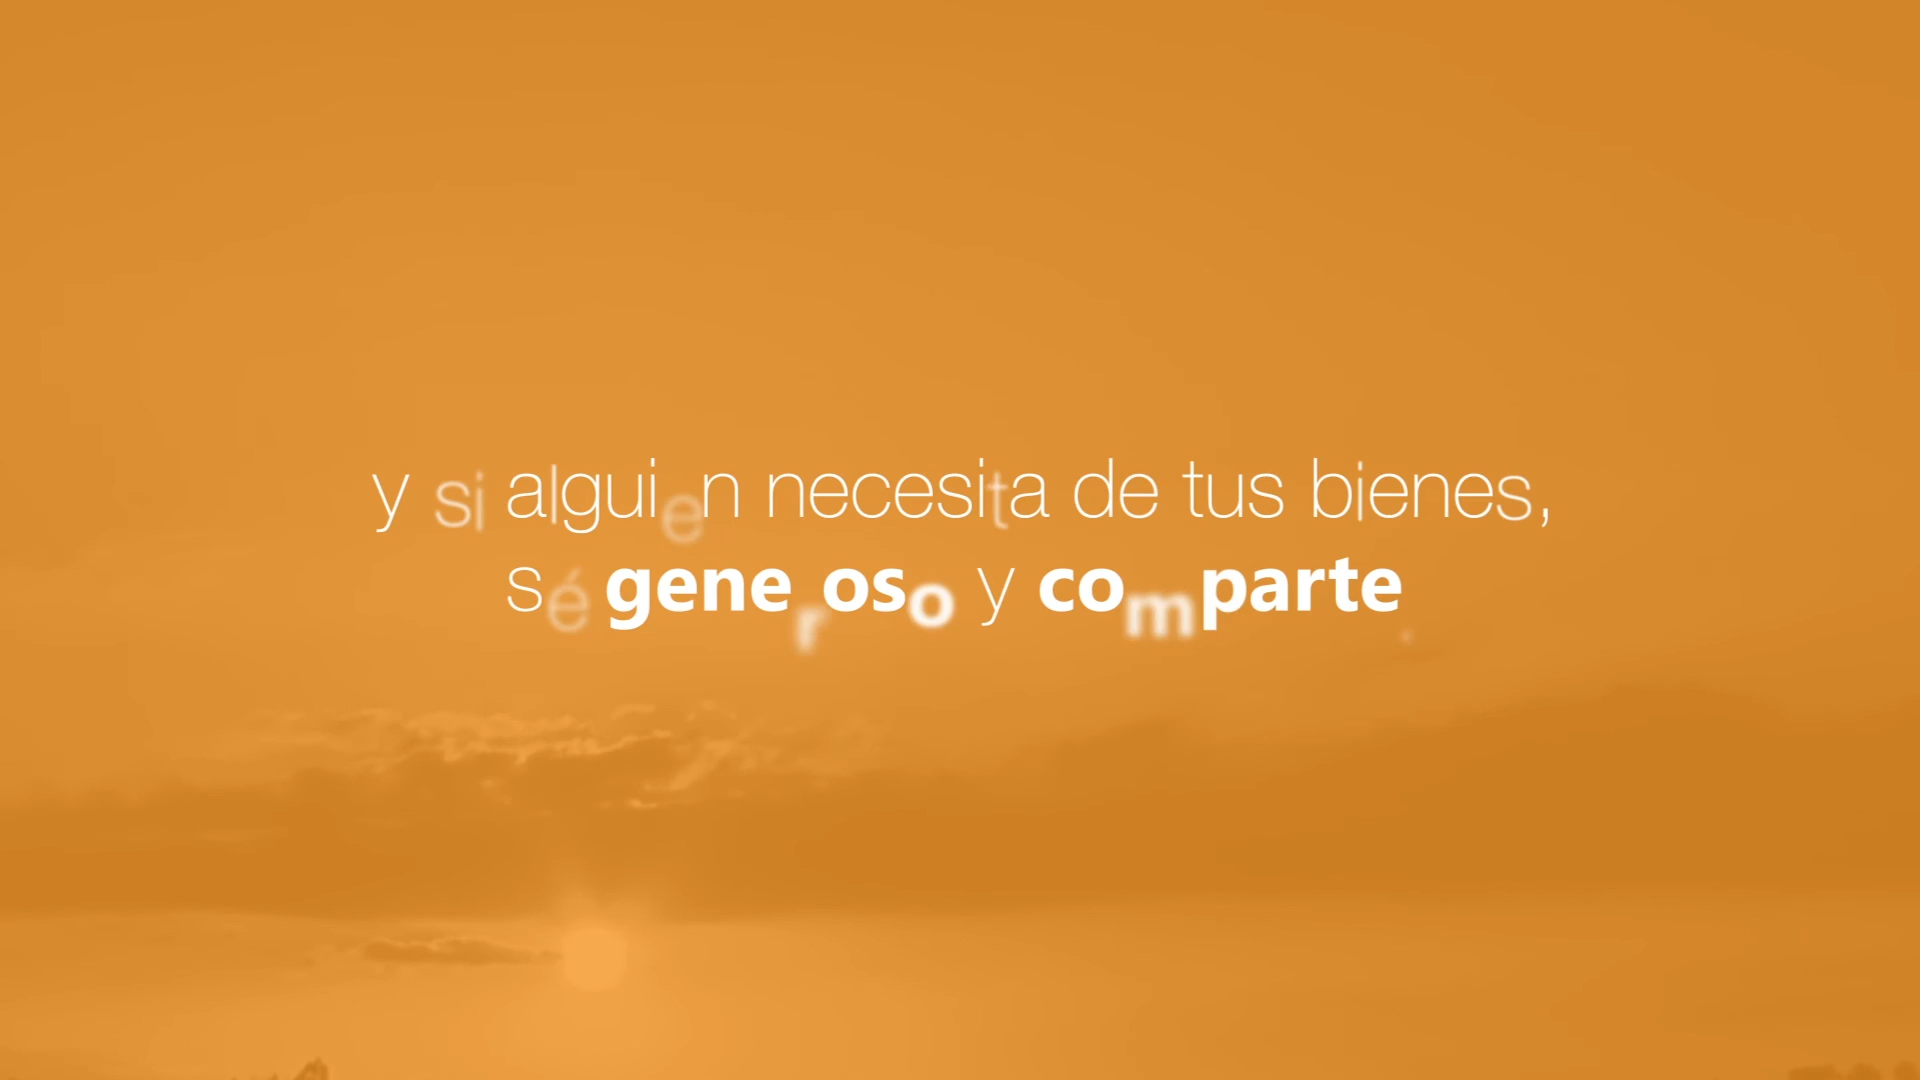 y si alguien necesita de tus bienes,
sé generoso y comparte.